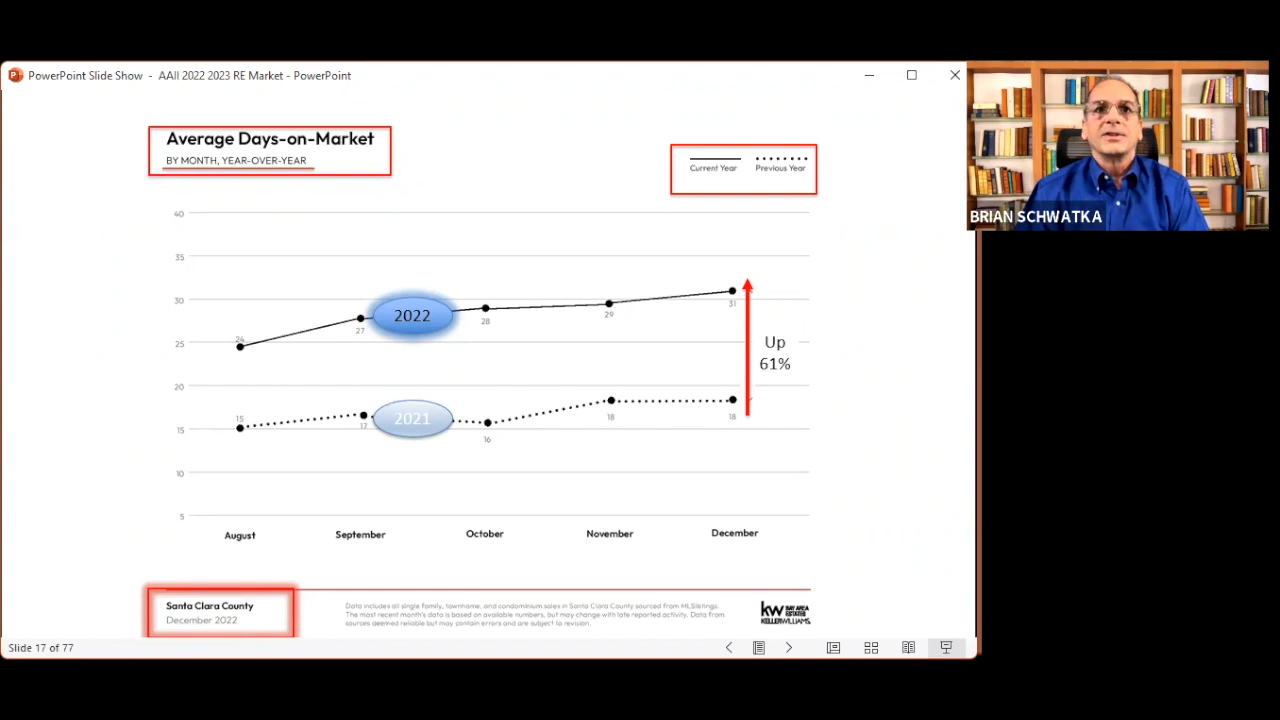 PowerPoint Slide Show - AAII 2022 2023 RE Market - PowerPoint
Average Days-on-Market
BY MONTH, YEAR-OVER-YEAR
Current Year Previous Year
BRIAN SCHWATKA
40
35
30
25
20
15
10
5
24
27
28
29
31
2022
Up
61%
15
17
16
18
18
2021
August September October November December
Santa Clara County
December 2022
Data includes all single family, townhome, and condominium sales in Santa Clara County sourced from MLSlistings.
The most recent month's data is based on available numbers, but may change with late reported activity. Data from
sources deemed reliable but may contain errors and are subject to revision.
kw BAY AREA
ESTATES
KELLERWILLIAMS.
Slide 17 of 77